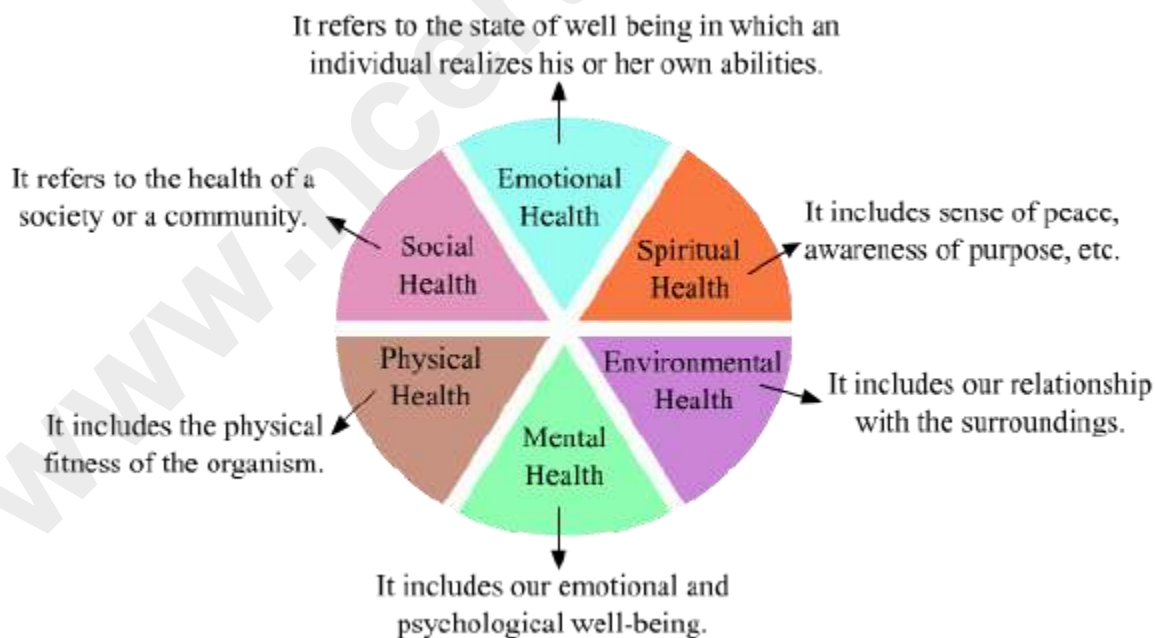 It refers to the state of well being in which an
individual realizes his or her own abilities.
Emotional
Health
It refers to the health of a
society or a community.
Social
Health
Spiritual
Health
It includes sense of peace,
awareness of purpose, etc.
Physical
Health
It includes the physical
fitness of the organism.
Environmental
Health
It includes our relationship
with the surroundings.
Mental
Health
It includes our emotional and
psychological well-being.
www.ncer